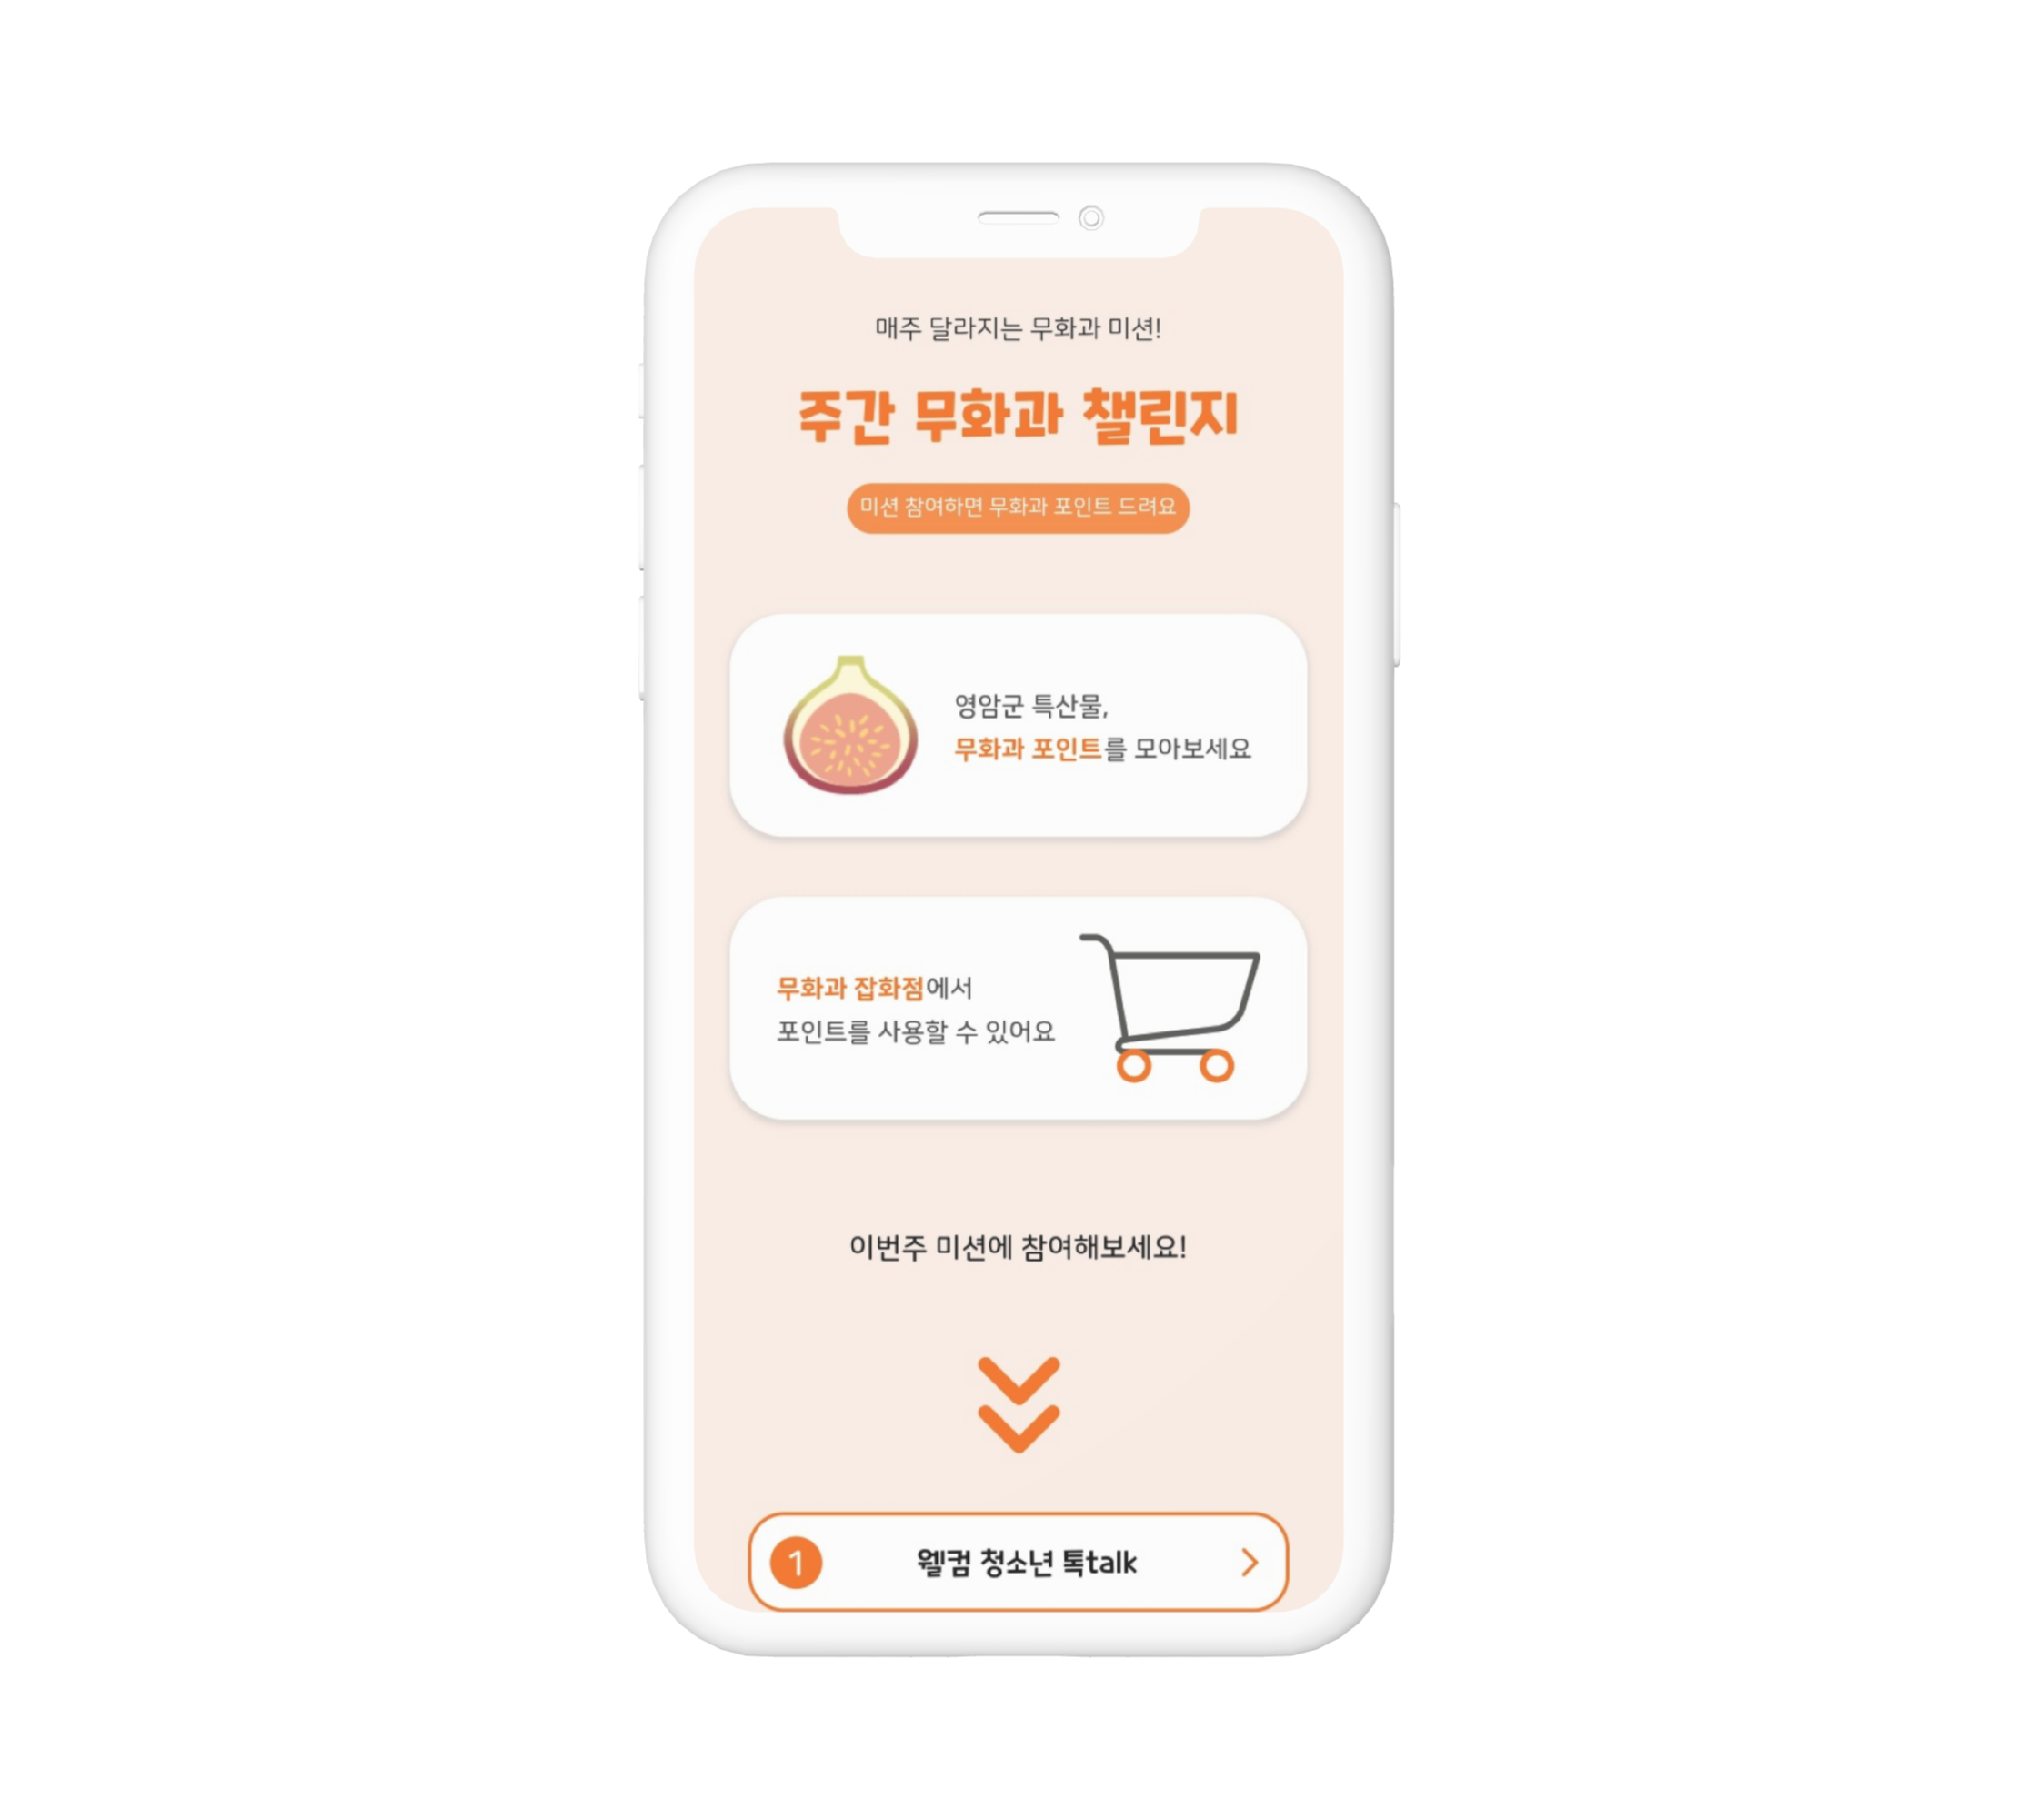 매주 달라지는 무화과 미션!
주간 무화과 챌린지
미션 참여하면 무화과 포인트 드려요
영암군 특산물,
무화과 포인트를 모아보세요
무화과 잡화점에서
포인트를 사용할 수 있어요
이번주 미션에 참여해보세요!
1 웰컴 청소년 톡talk